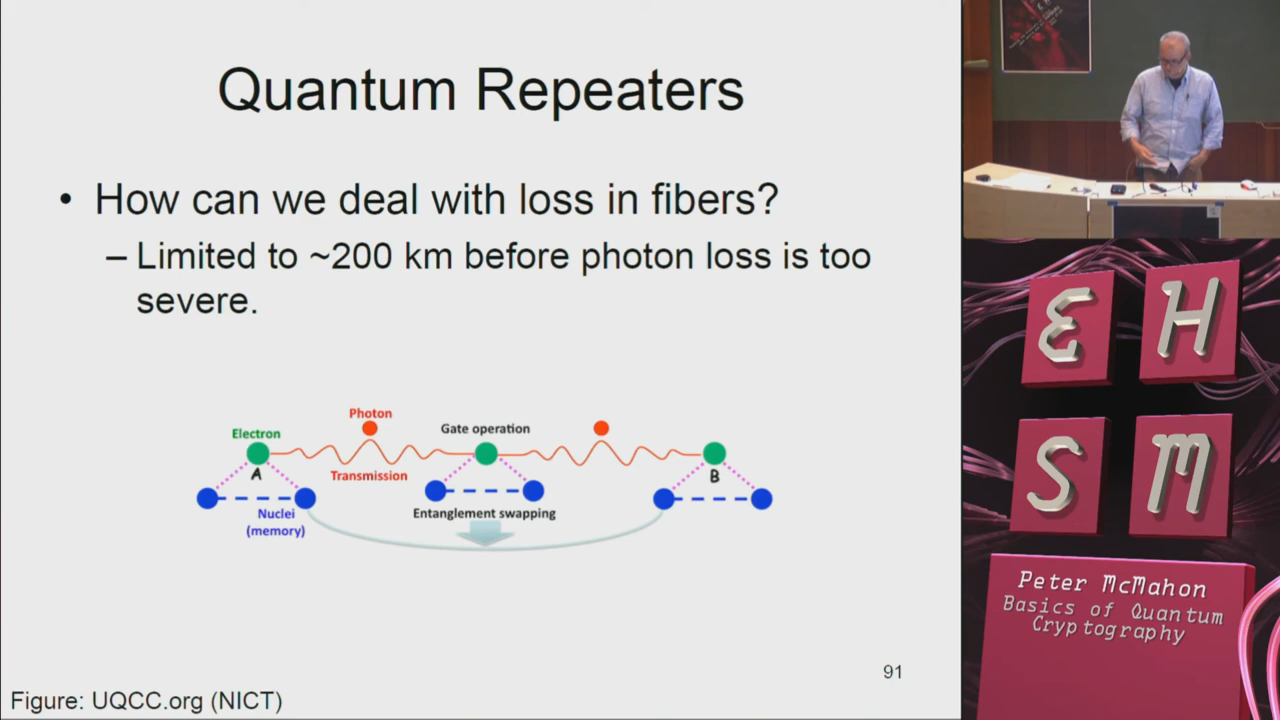 Quantum Repeaters
• How can we deal with loss in fibers?
– Limited to ~200 km before photon loss is too
severe.
Photon
Electron
Gate operation
A
Transmission
B
Nuclei
(memory)
Entanglement swapping
91
Figure: UQCC.org (NICT)
E H
S M
Peter McMahon
Basics of Quantum
Cryptography